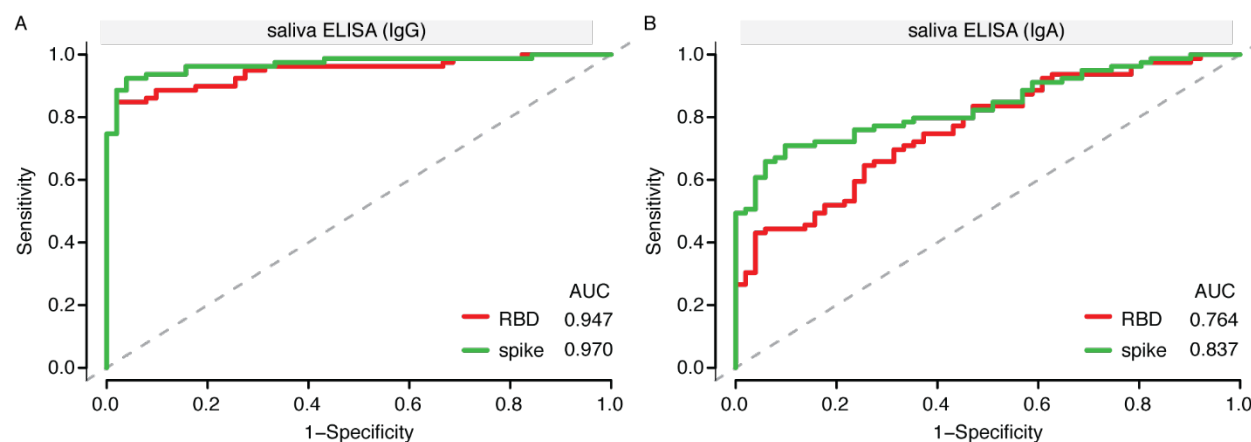 A
saliva ELISA (IgG)
1.0
0.8
0.6
0.4
0.2
0.0
Sensitivity
AUC
RBD 0.947
spike 0.970
0.0 0.2 0.4 0.6 0.8 1.0
1−Specificity
B
saliva ELISA (IgA)
1.0
0.8
0.6
0.4
0.2
0.0
Sensitivity
AUC
RBD 0.764
spike 0.837
0.0 0.2 0.4 0.6 0.8 1.0
1−Specificity